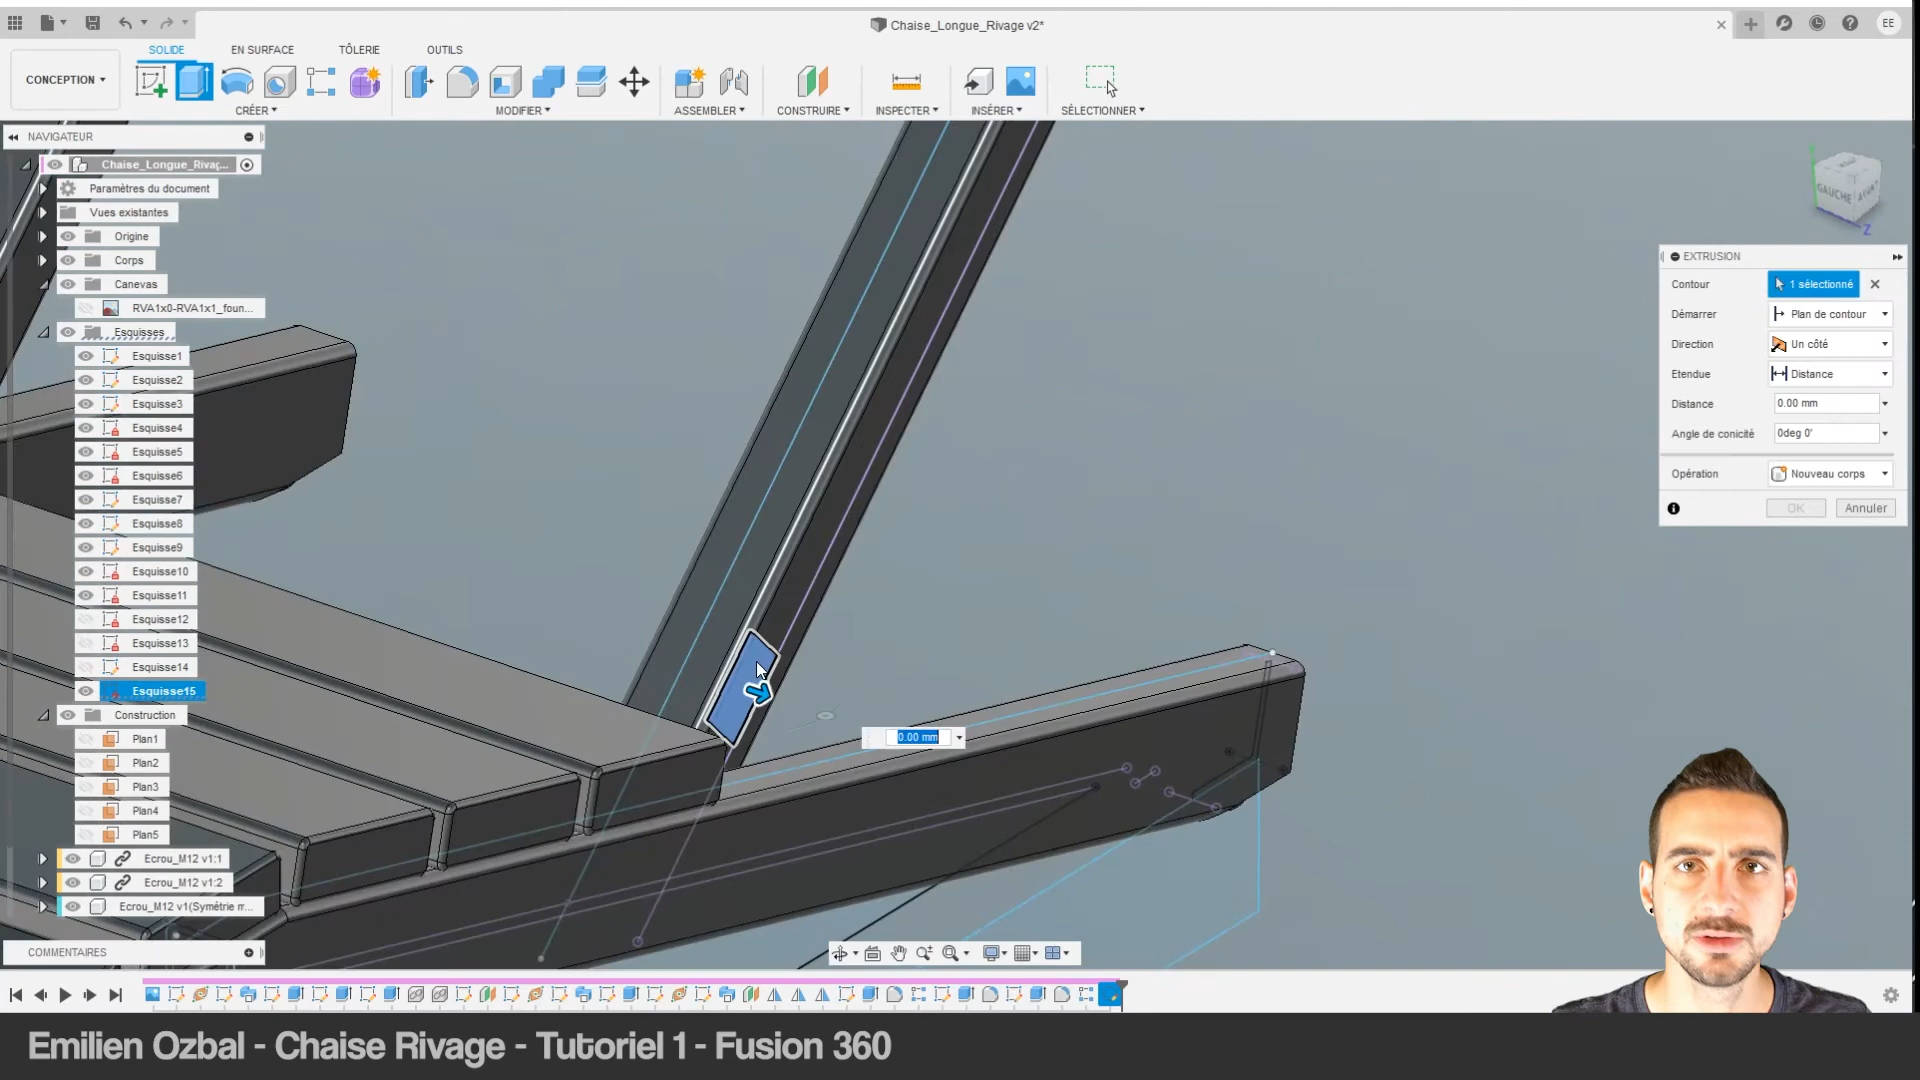 Chaise_Longue_Rivage v2*
EE
SOLIDE
EN SURFACE
TÔLERIE
OUTILS
CONCEPTION
CRÉER
MODIFIER
ASSEMBLER
CONSTRUIRE
INSPECTER
INSÉRER
SÉLECTIONNER
NAVIGATEUR
Chaise_Longue_Rivaç...
Paramètres du document
Vues existantes
Origine
Corps
Canevas
RVA1x0-RVA1x1_foun...
Esquisses
Esquisse1
Esquisse2
Esquisse3
Esquisse4
Esquisse5
Esquisse6
Esquisse7
Esquisse8
Esquisse9
Esquisse10
Esquisse11
Esquisse12
Esquisse13
Esquisse14
Esquisse15
Construction
Plan1
Plan2
Plan3
Plan4
Plan5
Ecrou_M12 v1:1
Ecrou_M12 v1:2
Ecrou_M12 v1(Symétrie m...
COMMENTAIRES
0.00 mm
GAUCHE
Z
EXTRUSION
Contour
1 sélectionné
Démarrer
Plan de contour
Direction
Un côté
Etendue
Distance
Distance
0.00 mm
Angle de conicité
0deg 0'
Opération
Nouveau corps
OK
Annuler
Emilien Ozbal - Chaise Rivage - Tutoriel 1 - Fusion 360